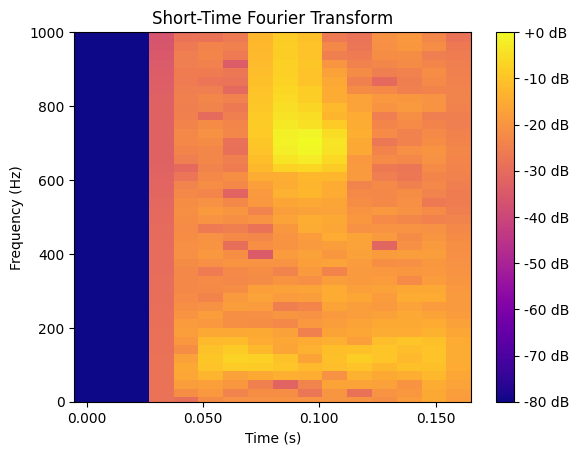 Short-Time Fourier Transform
Frequency (Hz)
1000
800
600
400
200
0
0.000
0.050
0.100
0.150
Time (s)
+0 dB
-10 dB
-20 dB
-30 dB
-40 dB
-50 dB
-60 dB
-70 dB
-80 dB